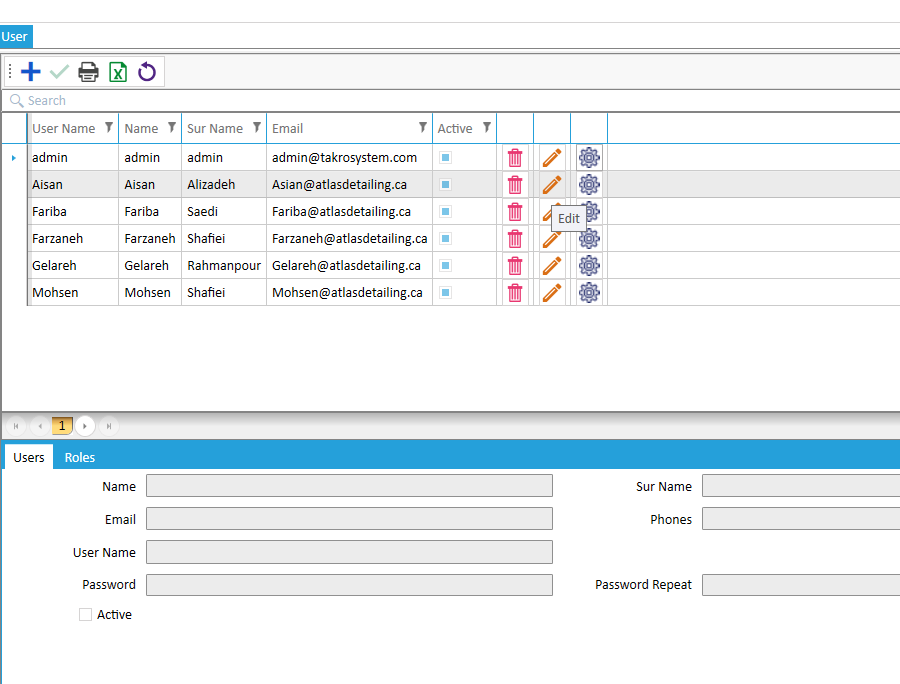 User
Search
User Name Name Sur Name Email Active
admin admin admin admin@takrosystem.com
Aisan Aisan Alizadeh Asian@atlasdetailing.ca
Fariba Fariba Saedi Fariba@atlasdetailing.ca
Edit
Farzaneh Farzaneh Shafiei Farzaneh@atlasdetailing.ca
Gelareh Gelareh Rahmanpour Gelareh@atlasdetailing.ca
Mohsen Mohsen Shafiei Mohsen@atlasdetailing.ca
1
Users Roles
Name Sur Name
Email Phones
User Name
Password Password Repeat
Active